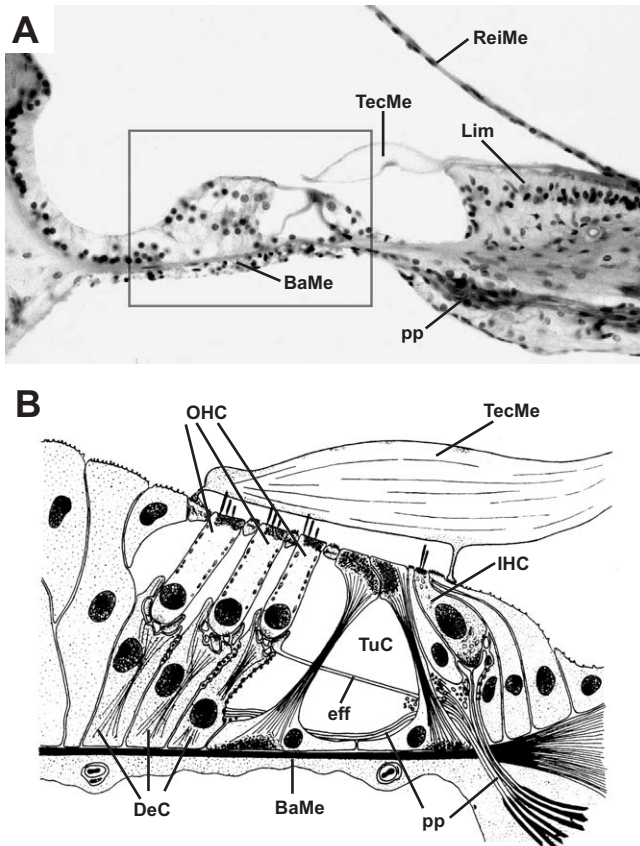 A
ReiMe
TecMe
Lim
BaMe
pp
B
OHC
TecMe
IHC
TuC
eff
DeC
BaMe
pp